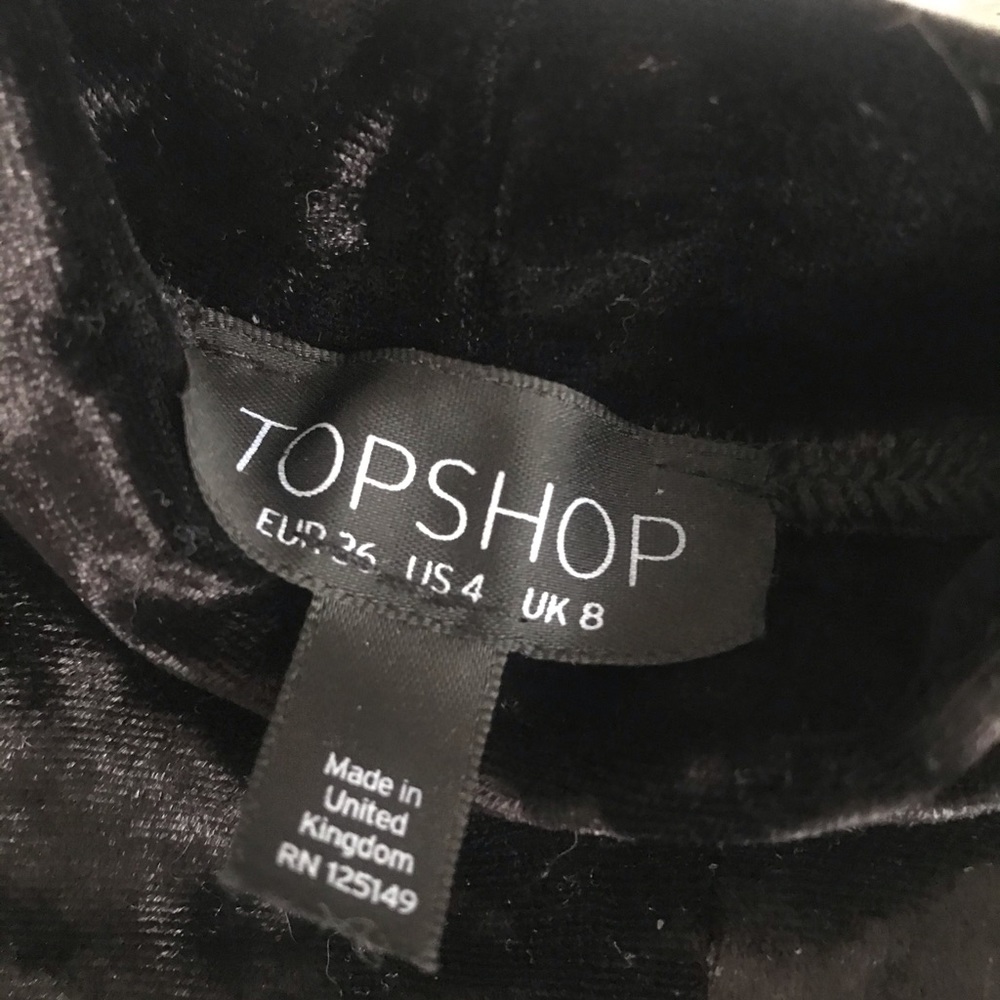 TOPSHOP
EUR 36 US 4 UK 8
Made in
United
Kingdom
RN 125149